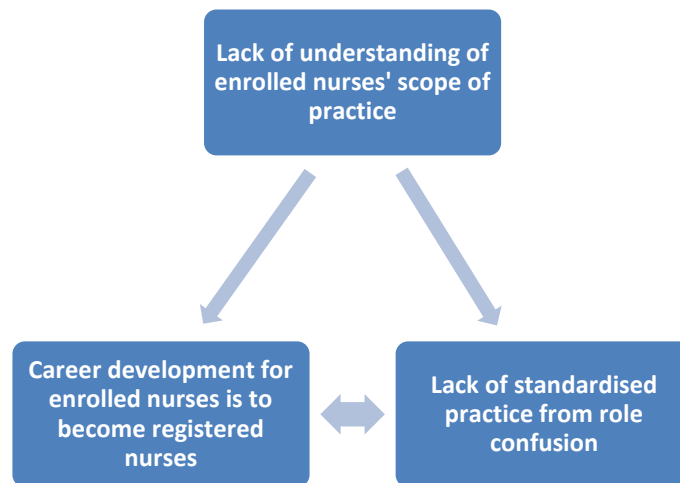 Lack of understanding of
enrolled nurses' scope of
practice
Career development for
enrolled nurses is to
become registered
nurses
Lack of standardised
practice from role
confusion